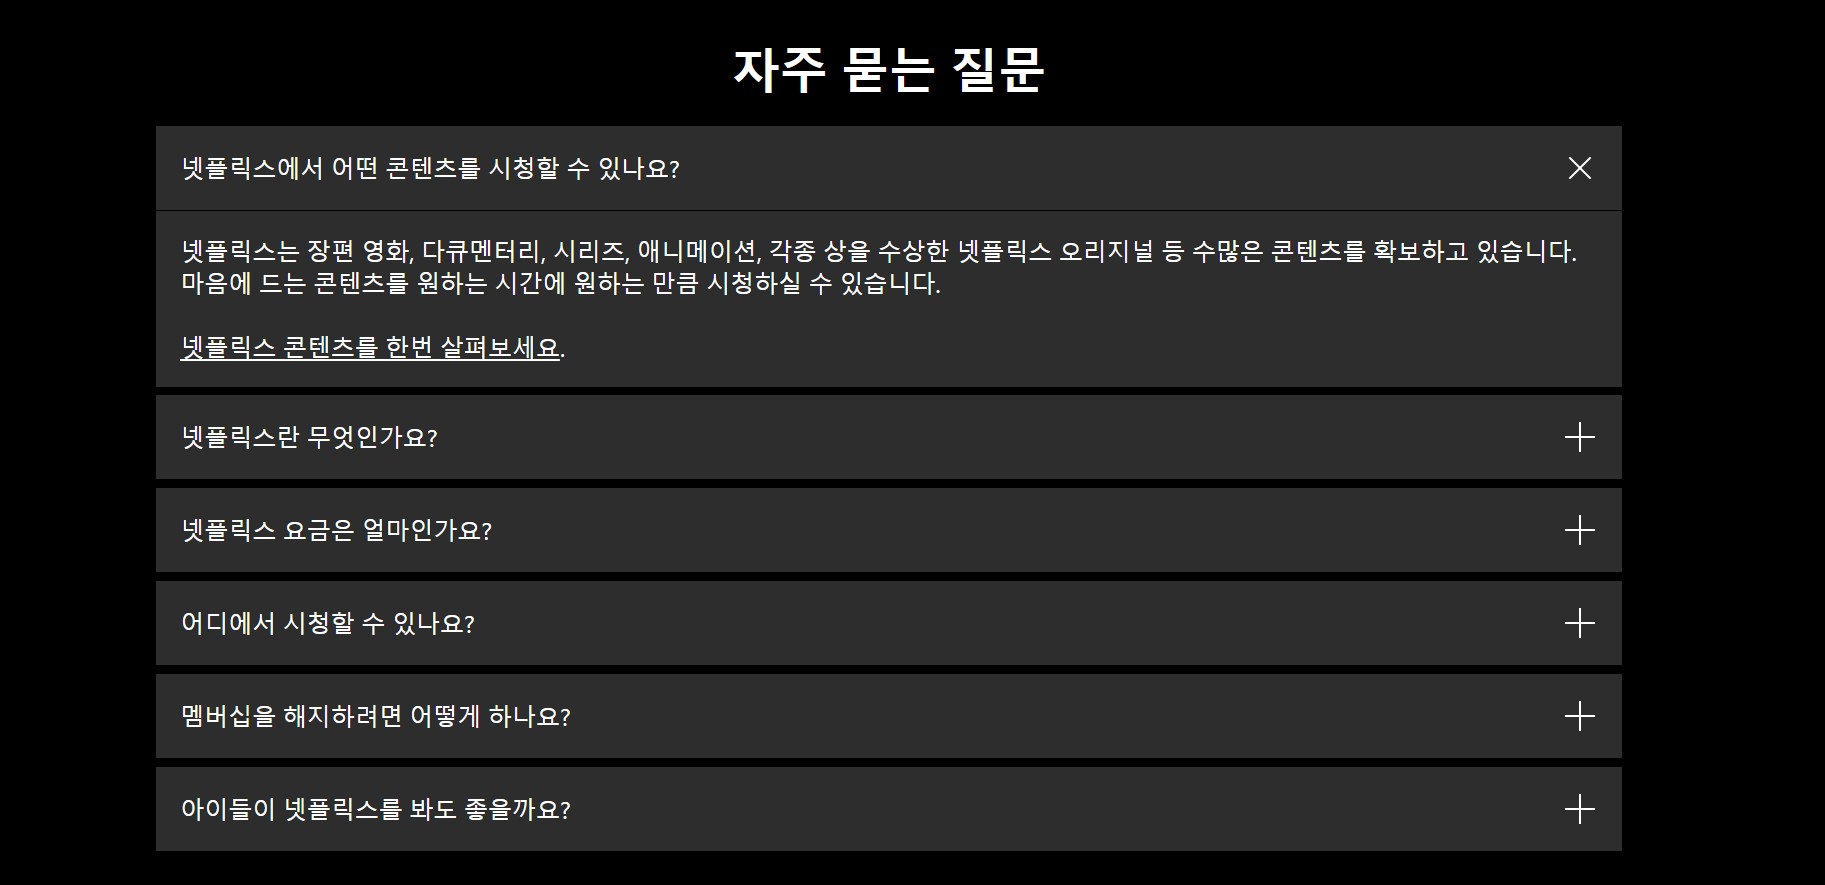 자주 묻는 질문
넷플릭스에서 어떤 콘텐츠를 시청할 수 있나요?
넷플릭스는 장편 영화, 다큐멘터리, 시리즈, 애니메이션, 각종 상을 수상한 넷플릭스 오리지널 등 수많은 콘텐츠를 확보하고 있습니다.
마음에 드는 콘텐츠를 원하는 시간에 원하는 만큼 시청하실 수 있습니다.
넷플릭스 콘텐츠를 한번 살펴보세요.
넷플릭스란 무엇인가요?
넷플릭스 요금은 얼마인가요?
어디에서 시청할 수 있나요?
멤버십을 해지하려면 어떻게 하나요?
아이들이 넷플릭스를 봐도 좋을까요?